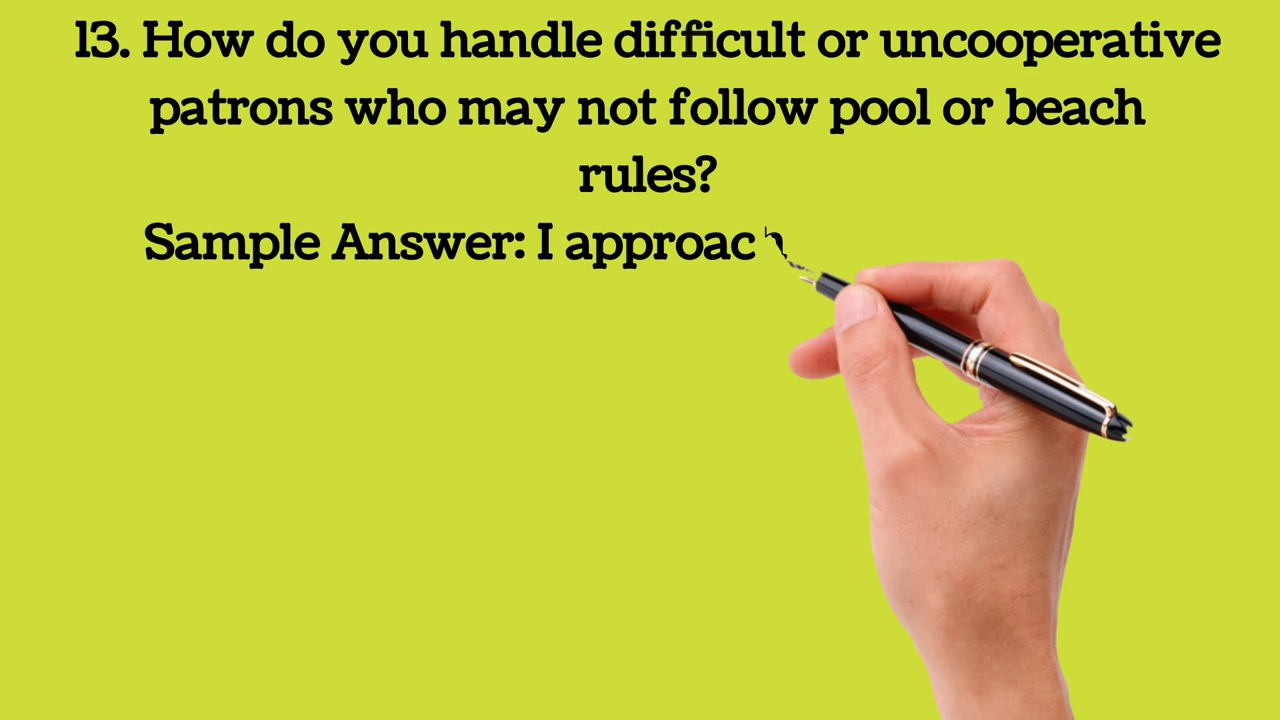 13. How do you handle difficult or uncooperative
patrons who may not follow pool or beach
rules?
Sample Answer: I approach